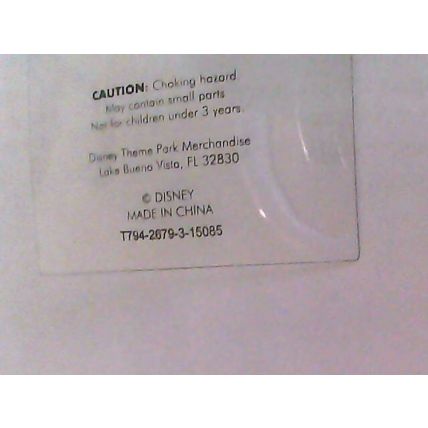 CAUTION: Choking hazard
May contain small parts
Not for children under 3 years.
Disney Theme Park Merchandise
Lake Buena Vista, FL 32830
© DISNEY
MADE IN CHINA
T794-2679-3-15085